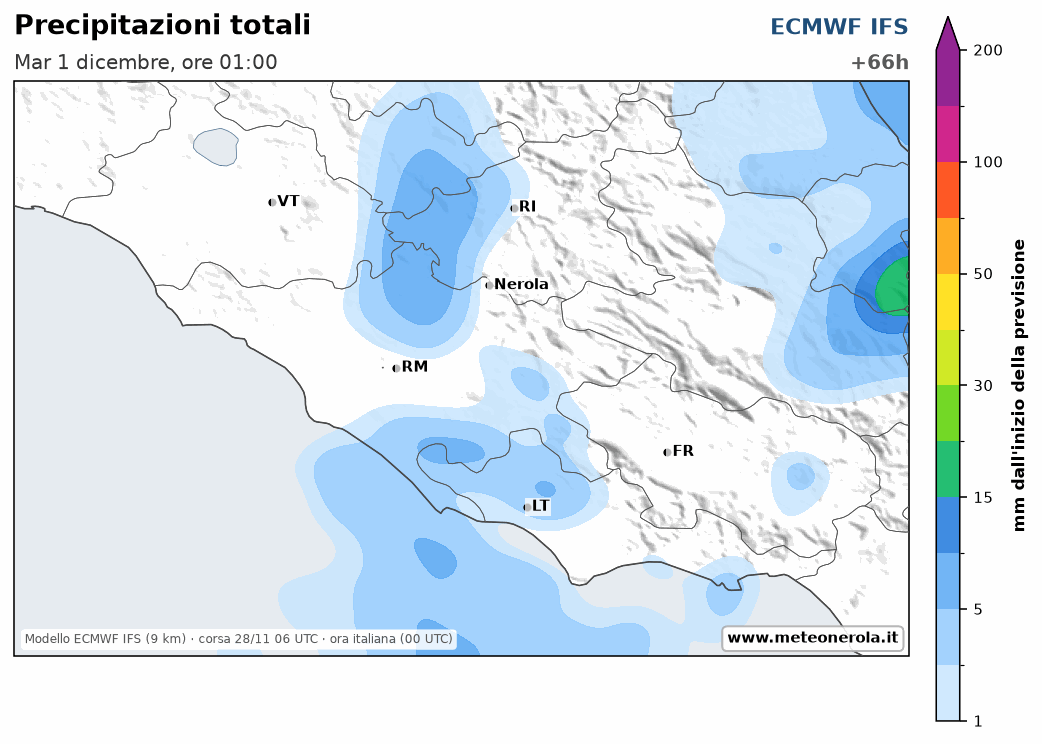 Precipitazioni totali
ECMWF IFS
Mar 1 dicembre, ore 01:00
+66h
200
100
50
30
15
5
1
mm dall'inizio della previsione
VT
RI
Nerola
RM
FR
LT
Modello ECMWF IFS (9 km) · corsa 28/11 06 UTC · ora italiana (00 UTC)
www.meteonerola.it